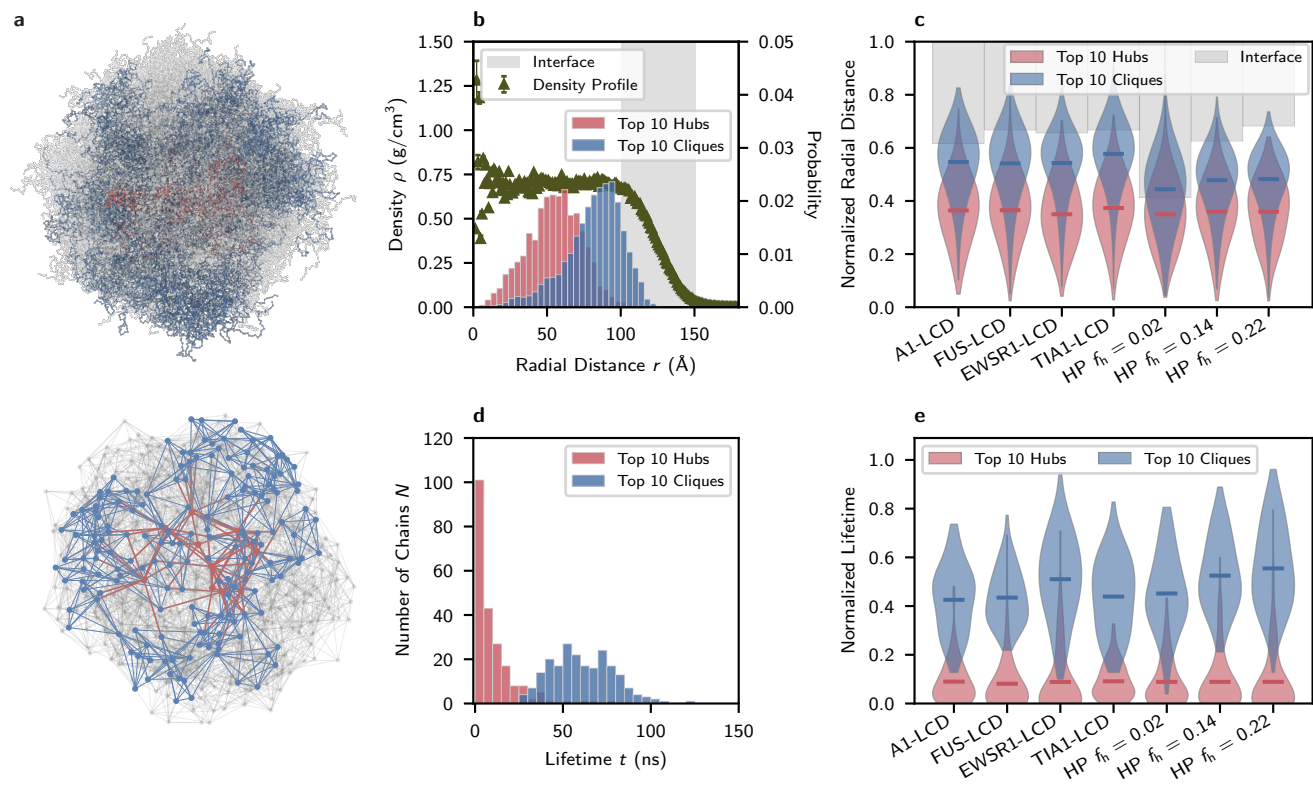 a
b
1.50
1.25
1.00
0.75
0.50
0.25
0.00
Density ρ (g/cm³)
0.05
0.04
0.03
0.02
0.01
0.00
Probability
Interface
Density Profile
Top 10 Hubs
Top 10 Cliques
0
50
100
150
Radial Distance r (Å)
c
1.0
0.8
0.6
0.4
0.2
0.0
Normalized Radial Distance
Top 10 Hubs
Top 10 Cliques
Interface
A1-LCD
FUS-LCD
EWSR1-LCD
TIA1-LCD
HP fₕ = 0.02
HP fₕ = 0.14
HP fₕ = 0.22
d
120
100
80
60
40
20
0
Number of Chains N
Top 10 Hubs
Top 10 Cliques
0
50
100
150
Lifetime t (ns)
e
1.0
0.8
0.6
0.4
0.2
0.0
Normalized Lifetime
Top 10 Hubs
Top 10 Cliques
A1-LCD
FUS-LCD
EWSR1-LCD
TIA1-LCD
HP fₕ = 0.02
HP fₕ = 0.14
HP fₕ = 0.22